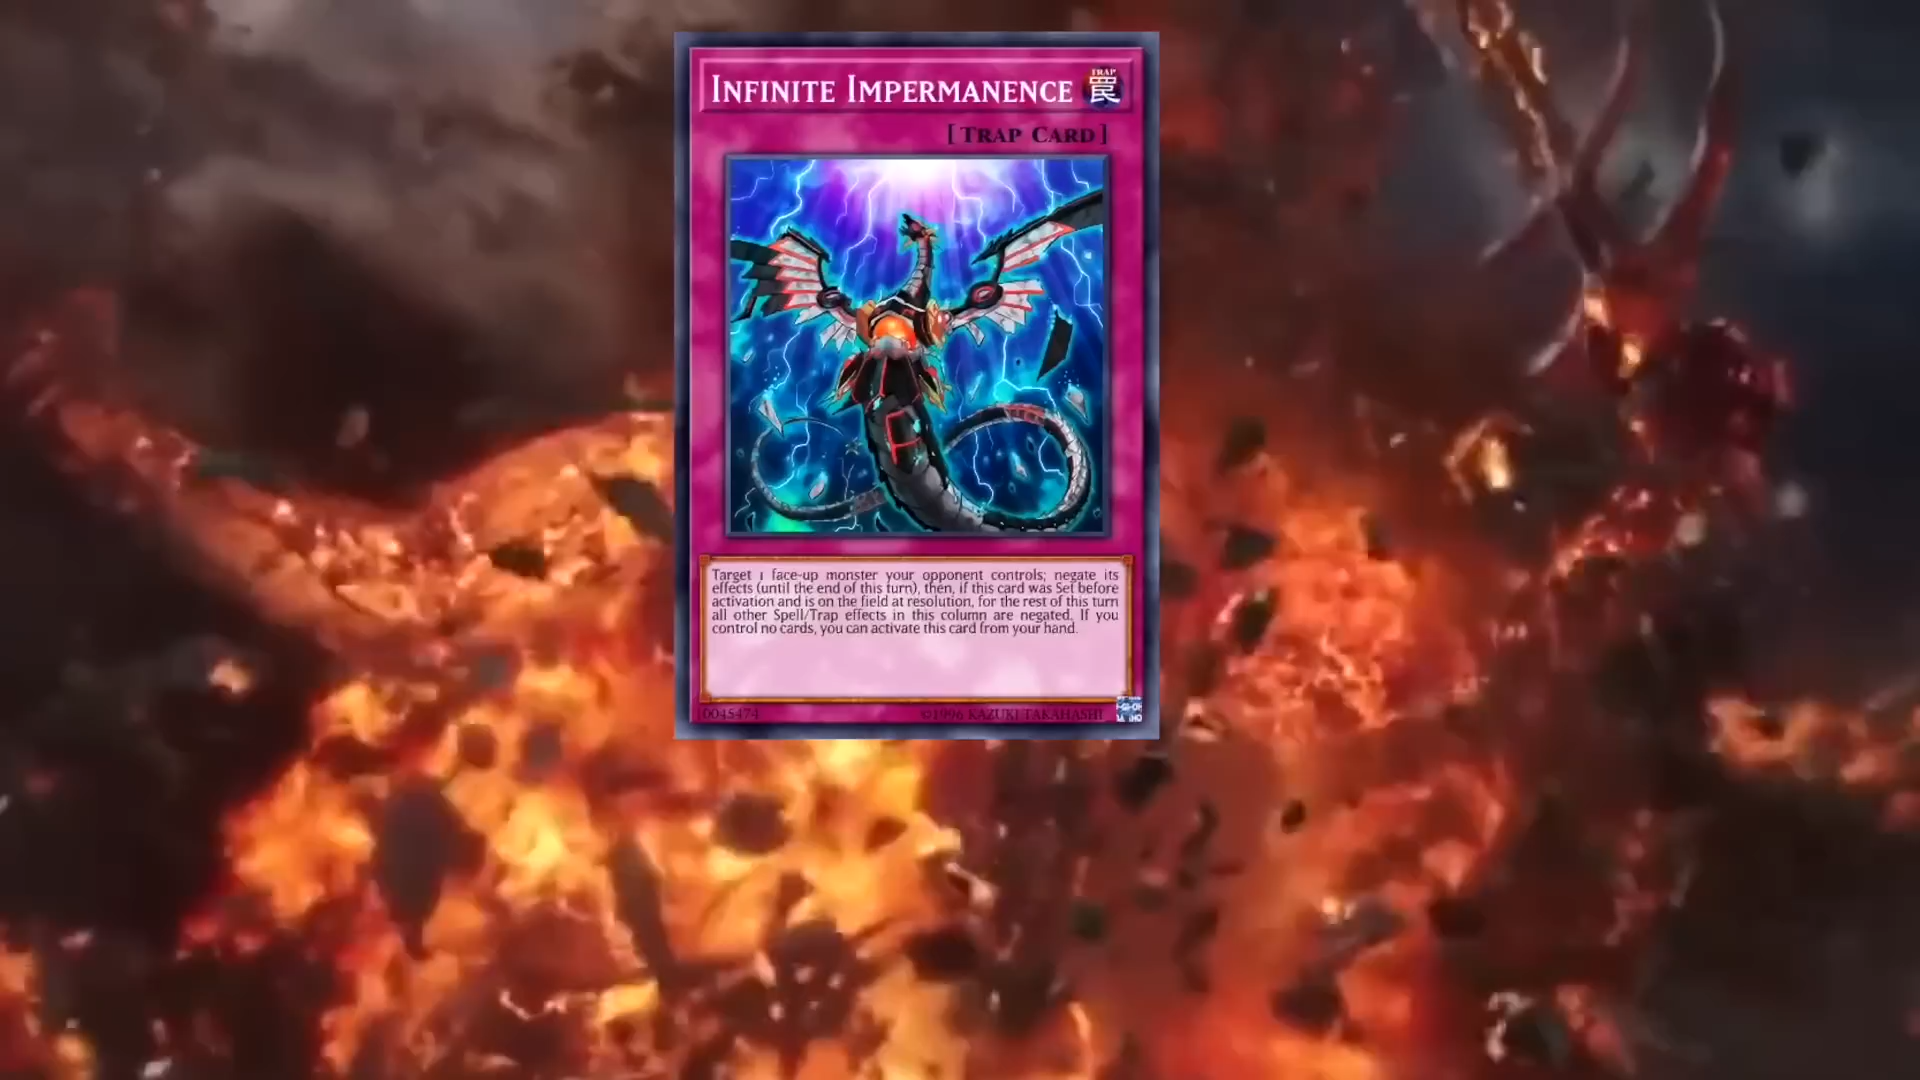 INFINITE IMPERMANENCE
TRAP
罠
[TRAP CARD]
Target 1 face-up monster your opponent controls; negate its
effects (until the end of this turn), then, if this card was Set before
activation and is on the field at resolution, for the rest of this turn
all other Spell/Trap effects in this column are negated. If you
control no cards, you can activate this card from your hand.
10045474
©1996 KAZUKI TAKAHASHI